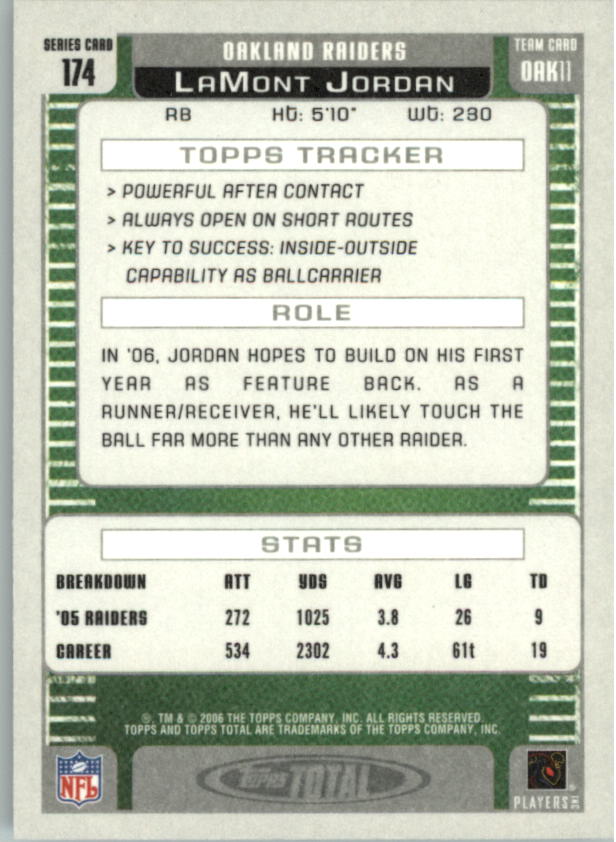 SERIES CARD
174
OAKLAND RAIDERS
LAMONT JORDAN
TEAM CARD
OAK11
RB Ht: 5'10" Wt: 230
TOPPS TRACKER
> POWERFUL AFTER CONTACT
> ALWAYS OPEN ON SHORT ROUTES
> KEY TO SUCCESS: INSIDE-OUTSIDE
CAPABILITY AS BALLCARRIER
ROLE
IN '06, JORDAN HOPES TO BUILD ON HIS FIRST
YEAR AS FEATURE BACK. AS A
RUNNER/RECEIVER, HE'LL LIKELY TOUCH THE
BALL FAR MORE THAN ANY OTHER RAIDER.
STATS
BREAKDOWN ATT YDS AVG LG TD
'05 RAIDERS 272 1025 3.8 26 9
CAREER 534 2302 4.3 61t 19
®, TM & © 2006 THE TOPPS COMPANY, INC. ALL RIGHTS RESERVED.
TOPPS AND TOPPS TOTAL ARE TRADEMARKS OF THE TOPPS COMPANY, INC.
NFL
TOPPS TOTAL
PLAYERS INC